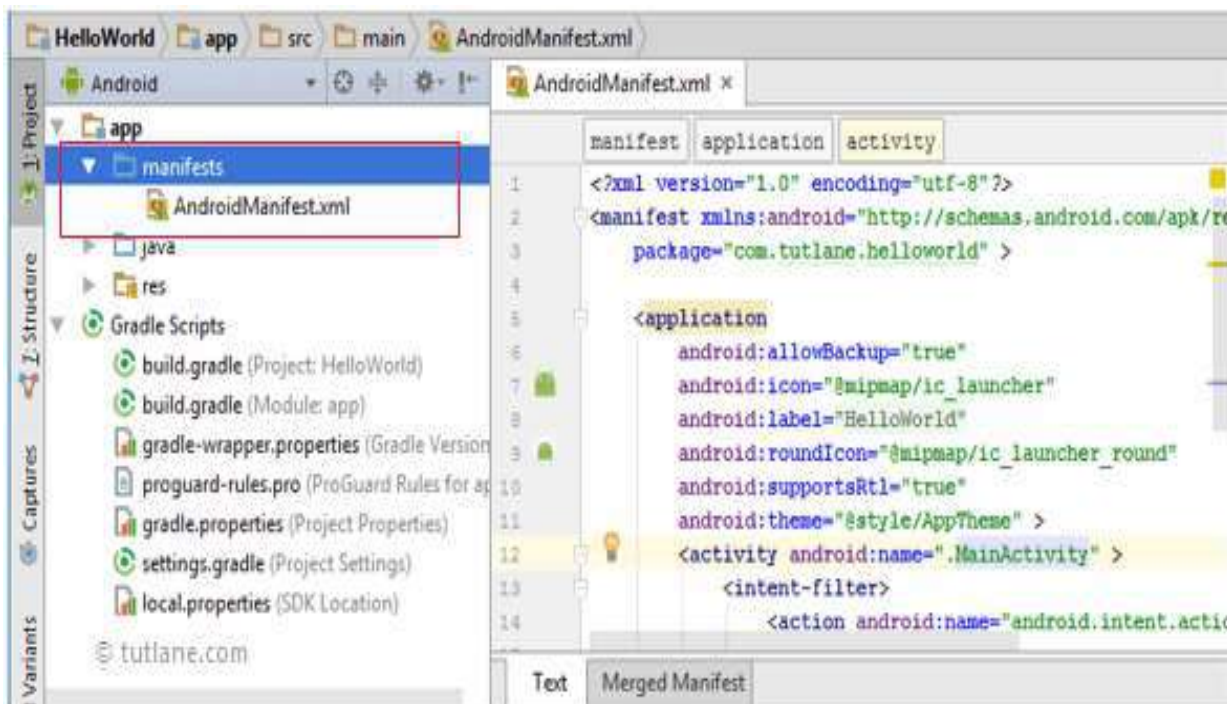 HelloWorld app src main AndroidManifest.xml
1: Project
Z: Structure
Captures
Variants
Android
app
manifests
AndroidManifest.xml
java
res
Gradle Scripts
build.gradle (Project: HelloWorld)
build.gradle (Module: app)
gradle-wrapper.properties (Gradle Version
proguard-rules.pro (ProGuard Rules for ap
gradle.properties (Project Properties)
settings.gradle (Project Settings)
local.properties (SDK Location)
© tutlane.com
AndroidManifest.xml ×
manifest application activity
1 <?xml version="1.0" encoding="utf-8"?>
2 <manifest xmlns:android="http://schemas.android.com/apk/re
3 package="com.tutlane.helloworld" >
4
5 <application
6 android:allowBackup="true"
7 android:icon="@mipmap/ic_launcher"
8 android:label="HelloWorld"
9 android:roundIcon="@mipmap/ic_launcher_round"
10 android:supportsRtl="true"
11 android:theme="@style/AppTheme" >
12 <activity android:name=".MainActivity" >
13 <intent-filter>
14 <action android:name="android.intent.actio
Text Merged Manifest